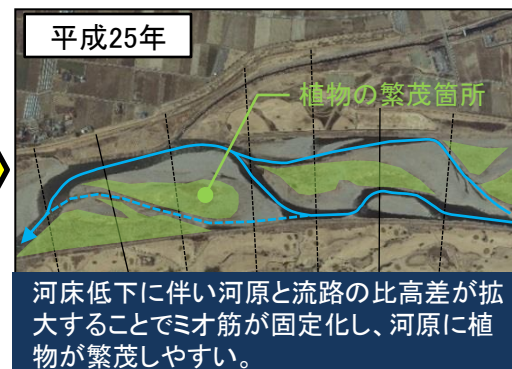 平成25年
植物の繁茂箇所
河床低下に伴い河原と流路の比高差が拡
大することでミオ筋が固定化し、河原に植
物が繁茂しやすい。